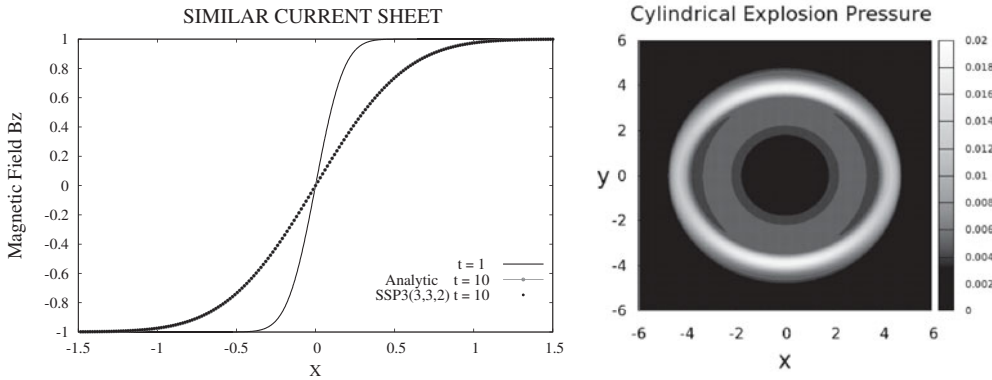 SIMILAR CURRENT SHEET
Magnetic Field Bz
1
0.8
0.6
0.4
0.2
0
-0.2
-0.4
-0.6
-0.8
-1
t = 1
Analytic t = 10
SSP3(3,3,2) t = 10
-1.5 -1 -0.5 0 0.5 1 1.5
X
Cylindrical Explosion Pressure
y
6
4
2
0
-2
-4
-6
-6 -4 -2 0 2 4 6
X
0.02
0.018
0.016
0.014
0.012
0.01
0.008
0.006
0.004
0.002
0